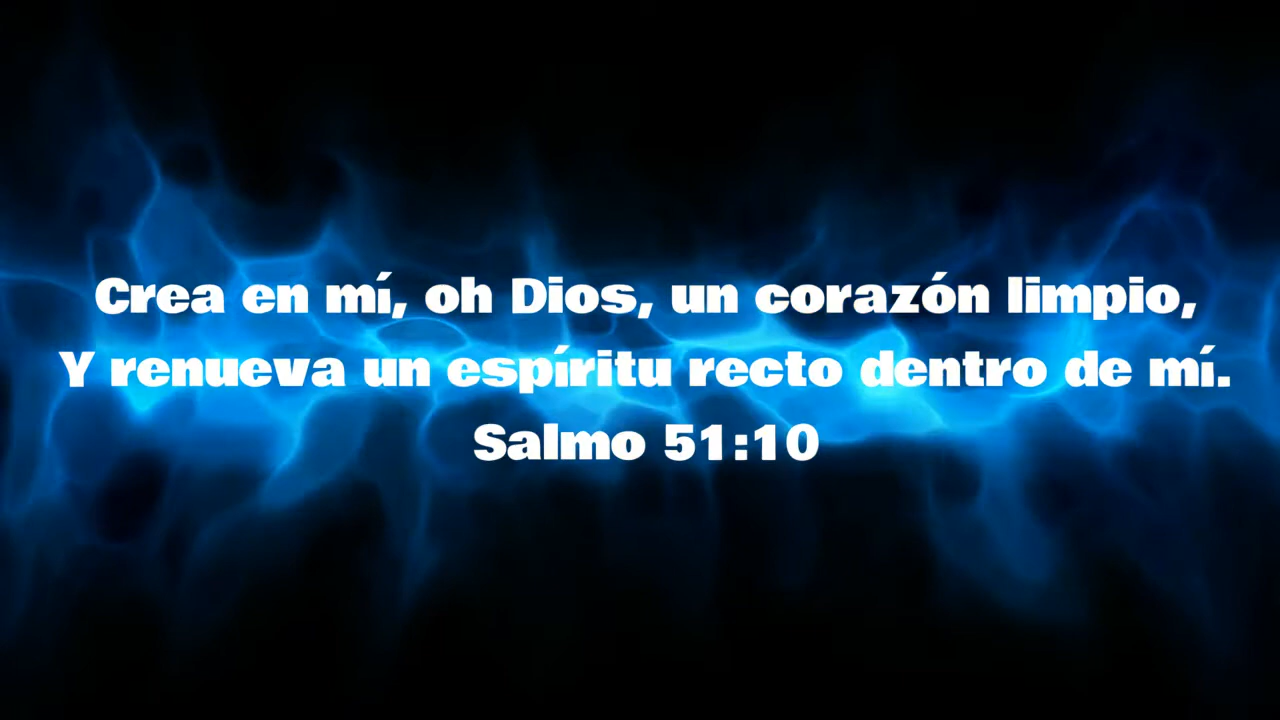 Crea en mí, oh Dios, un corazón limpio,
Y renueva un espíritu recto dentro de mí.
Salmo 51:10